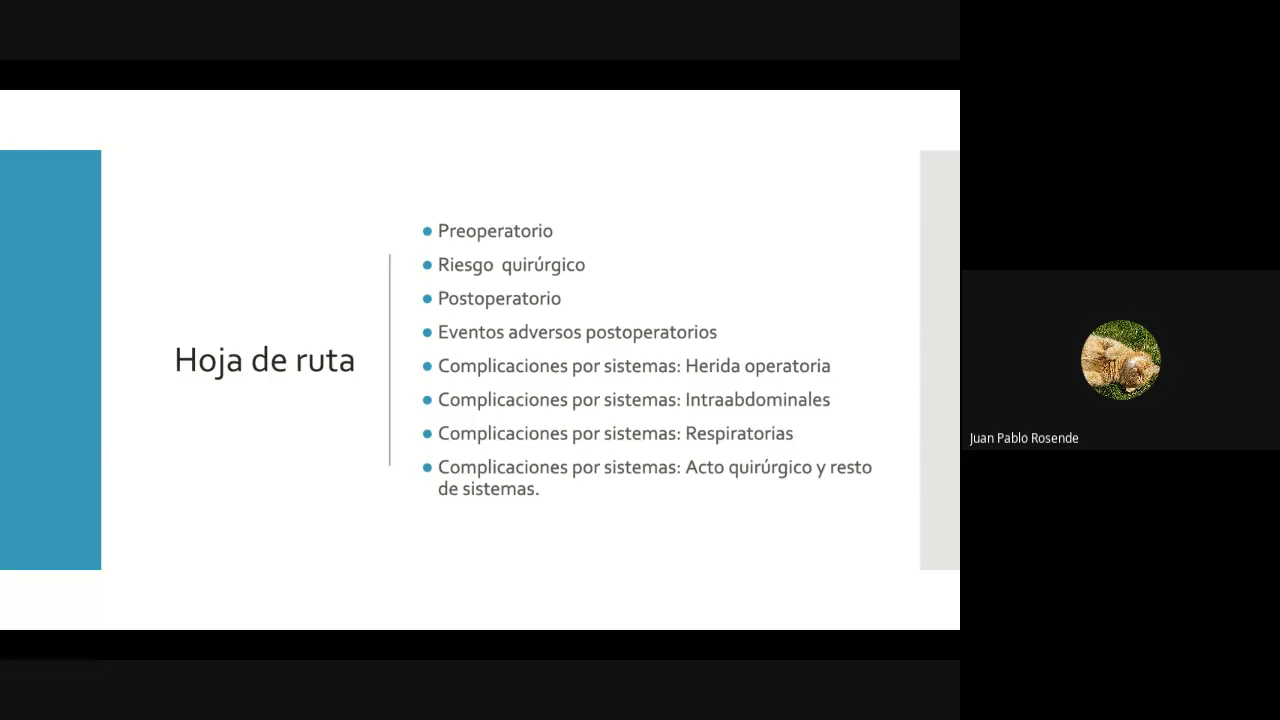 Hoja de ruta
Preoperatorio
Riesgo  quirúrgico
Postoperatorio
Eventos adversos postoperatorios
Complicaciones por sistemas: Herida operatoria
Complicaciones por sistemas: Intraabdominales
Complicaciones por sistemas: Respiratorias
Complicaciones por sistemas: Acto quirúrgico y resto
de sistemas.
Juan Pablo Rosende